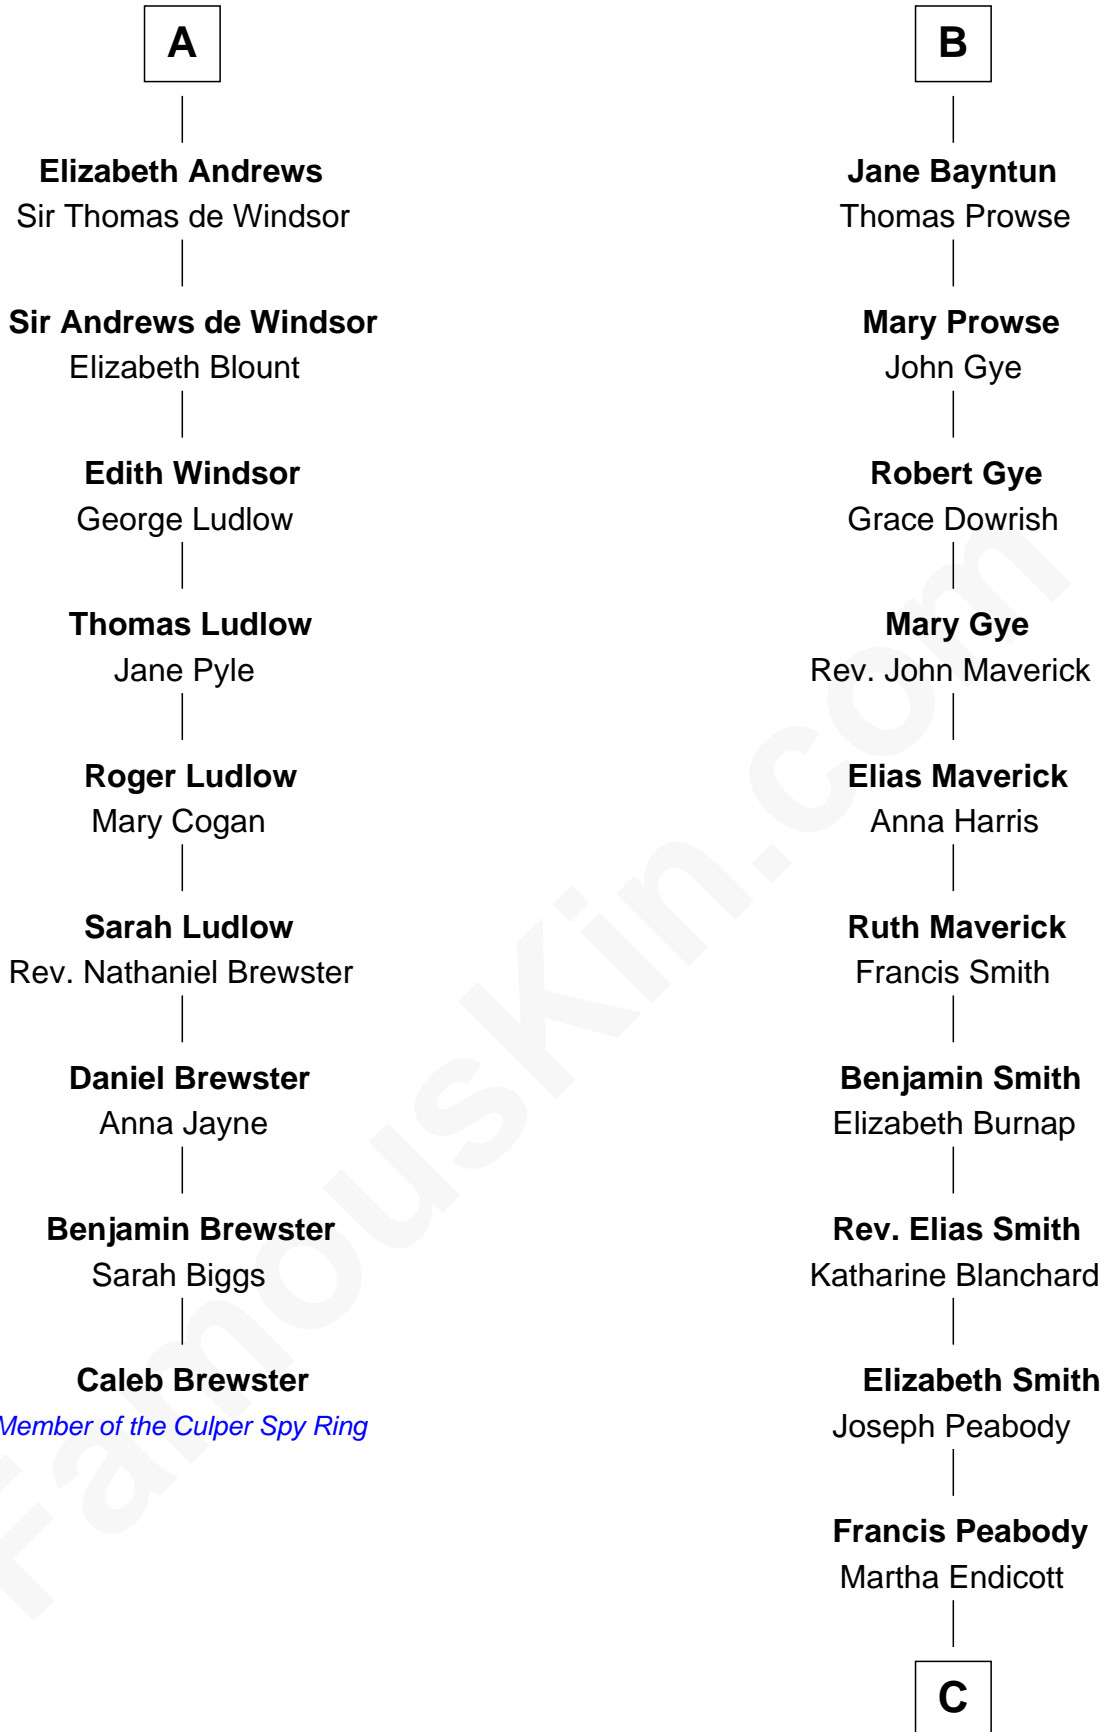 A
Elizabeth Andrews
Sir Thomas de Windsor
Sir Andrews de Windsor
Elizabeth Blount
Edith Windsor
George Ludlow
Thomas Ludlow
Jane Pyle
Roger Ludlow
Mary Cogan
Sarah Ludlow
Rev. Nathaniel Brewster
Daniel Brewster
Anna Jayne
Benjamin Brewster
Sarah Biggs
Caleb Brewster
Member of the Culper Spy Ring
B
Jane Bayntun
Thomas Prowse
Mary Prowse
John Gye
Robert Gye
Grace Dowrish
Mary Gye
Rev. John Maverick
Elias Maverick
Anna Harris
Ruth Maverick
Francis Smith
Benjamin Smith
Elizabeth Burnap
Rev. Elias Smith
Katharine Blanchard
Elizabeth Smith
Joseph Peabody
Francis Peabody
Martha Endicott
C
FamousKin.com